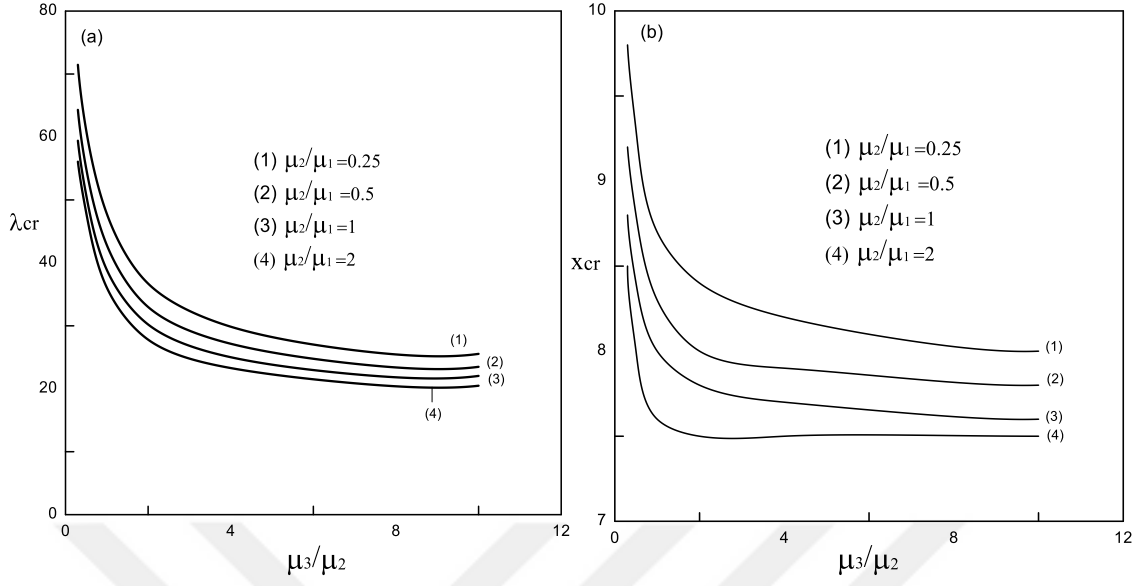 (a)
80
60
40
20
0
λcr
(1) μ2/μ1=0.25
(2) μ2/μ1=0.5
(3) μ2/μ1=1
(4) μ2/μ1=2
(1)
(2)
(3)
(4)
0 4 8 12
μ3/μ2
(b)
10
9
8
7
xcr
(1) μ2/μ1=0.25
(2) μ2/μ1=0.5
(3) μ2/μ1=1
(4) μ2/μ1=2
(1)
(2)
(3)
(4)
0 4 8 12
μ3/μ2